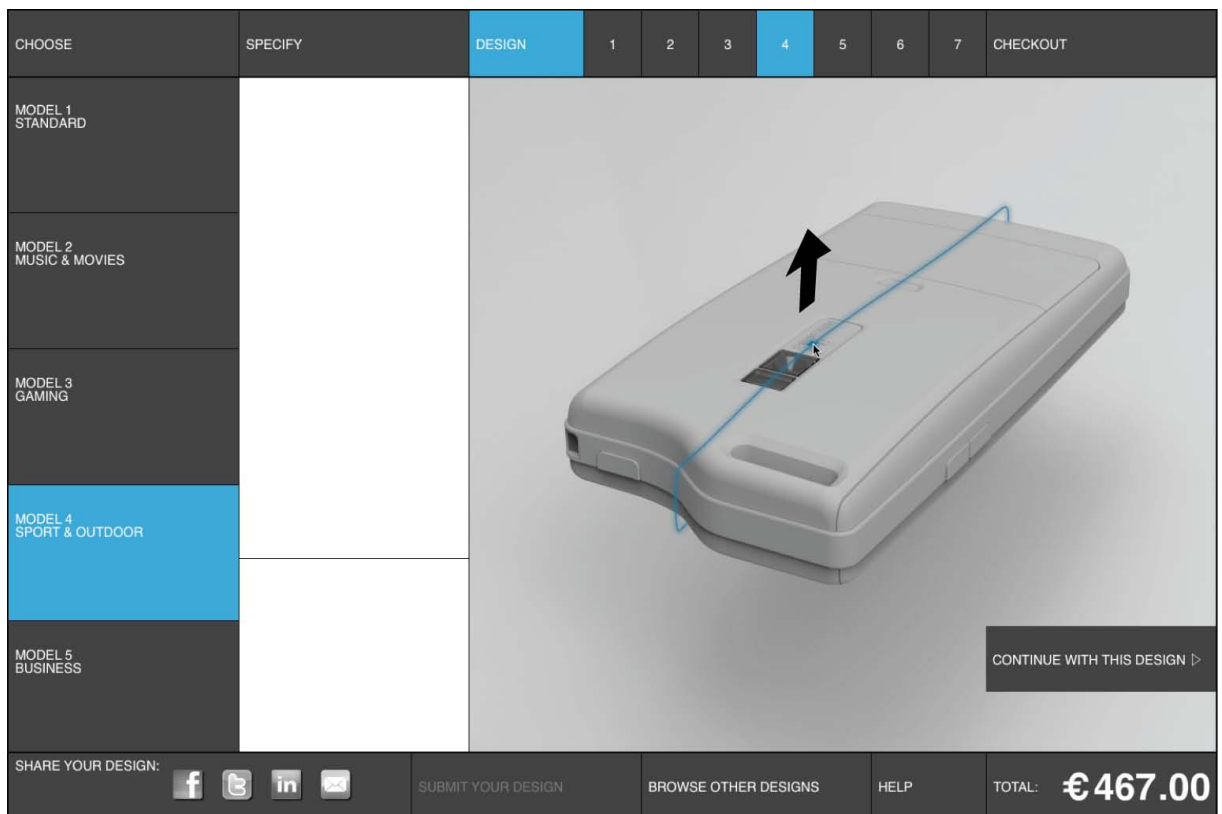 CHOOSE
SPECIFY
DESIGN
1
2
3
4
5
6
7
CHECKOUT
MODEL 1
STANDARD
MODEL 2
MUSIC & MOVIES
MODEL 3
GAMING
MODEL 4
SPORT & OUTDOOR
MODEL 5
BUSINESS
CONTINUE WITH THIS DESIGN ▷
SHARE YOUR DESIGN:
f
t
in
SUBMIT YOUR DESIGN
BROWSE OTHER DESIGNS
HELP
TOTAL:
€467.00